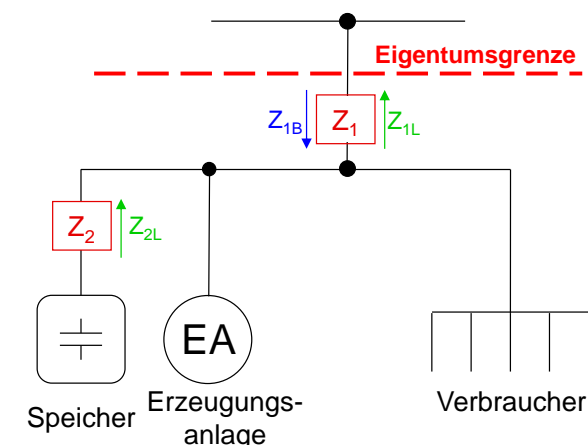 Eigentumsgrenze
Z1B
Z1
Z1L
Z2
Z2L
EA
Speicher
Erzeugungs-
anlage
Verbraucher